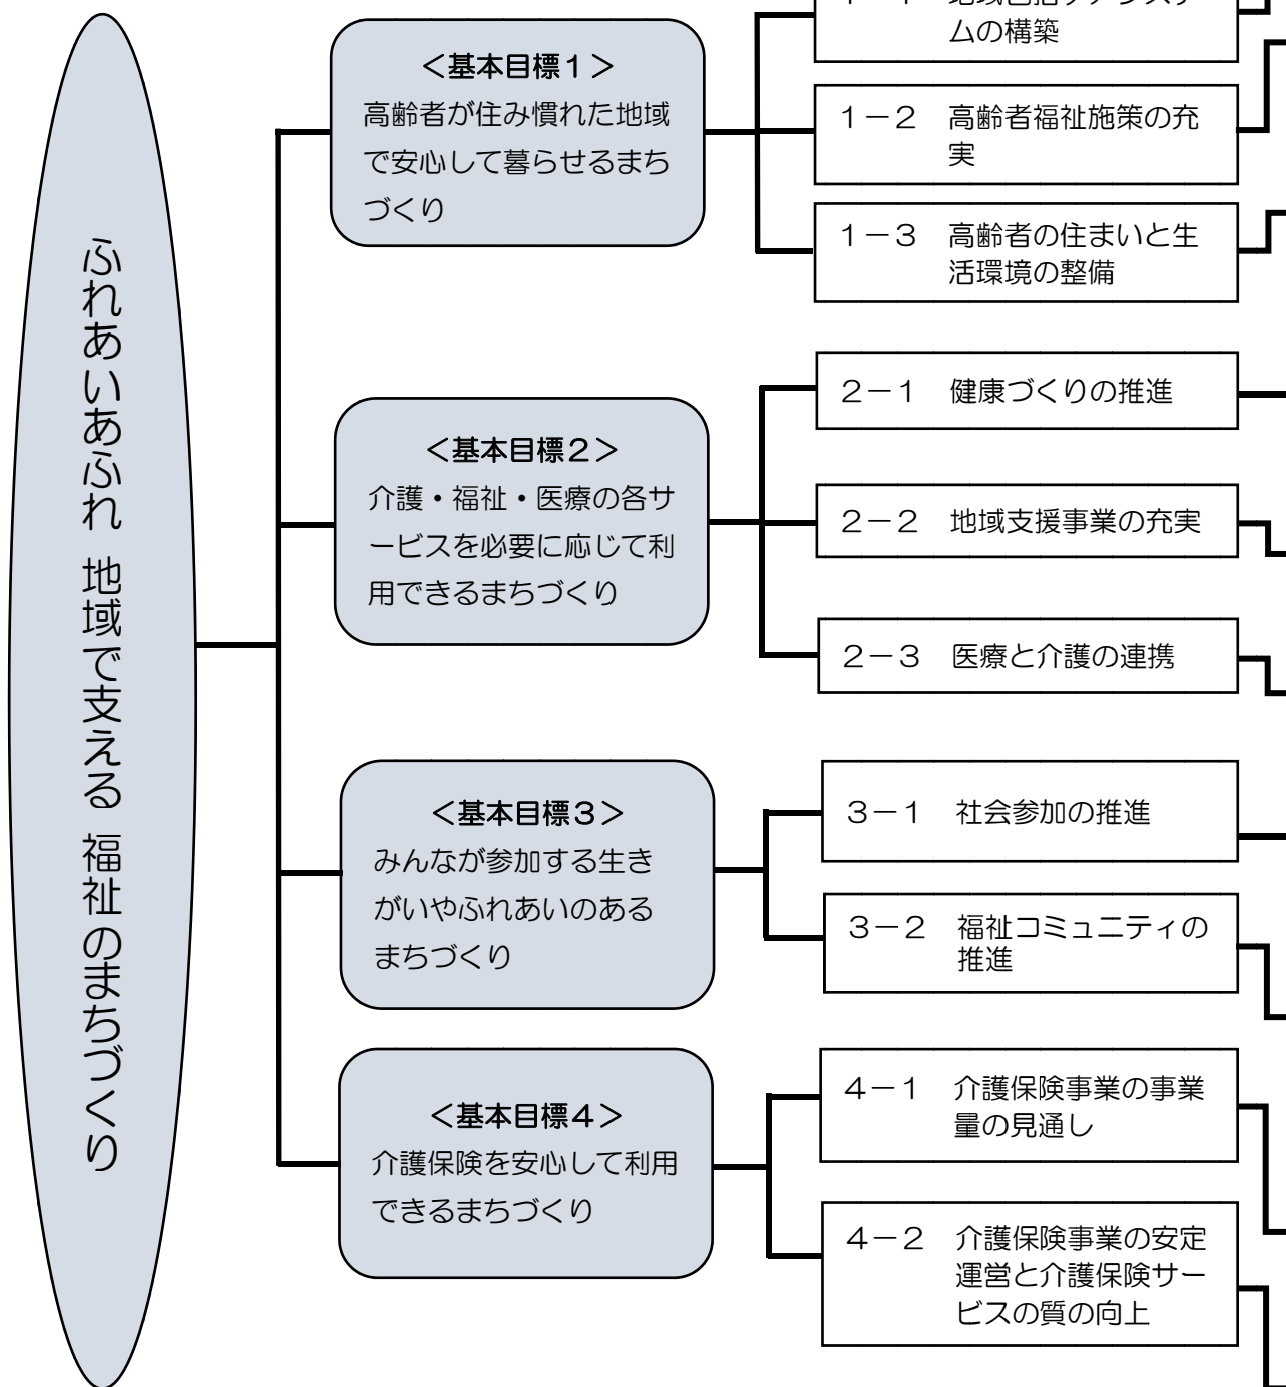 ふれあいあふれ 地域で支える 福祉のまちづくり
＜基本目標１＞
高齢者が住み慣れた地域
で安心して暮らせるまち
づくり
ムの構築
１－２　高齢者福祉施策の充
実
１－３　高齢者の住まいと生
活環境の整備
＜基本目標２＞
介護・福祉・医療の各サ
ービスを必要に応じて利
用できるまちづくり
２－１　健康づくりの推進
２－２　地域支援事業の充実
２－３　医療と介護の連携
＜基本目標３＞
みんなが参加する生き
がいやふれあいのある
まちづくり
３－１　社会参加の推進
３－２　福祉コミュニティの
推進
＜基本目標４＞
介護保険を安心して利用
できるまちづくり
４－１　介護保険事業の事業
量の見通し
４－２　介護保険事業の安定
運営と介護保険サー
ビスの質の向上